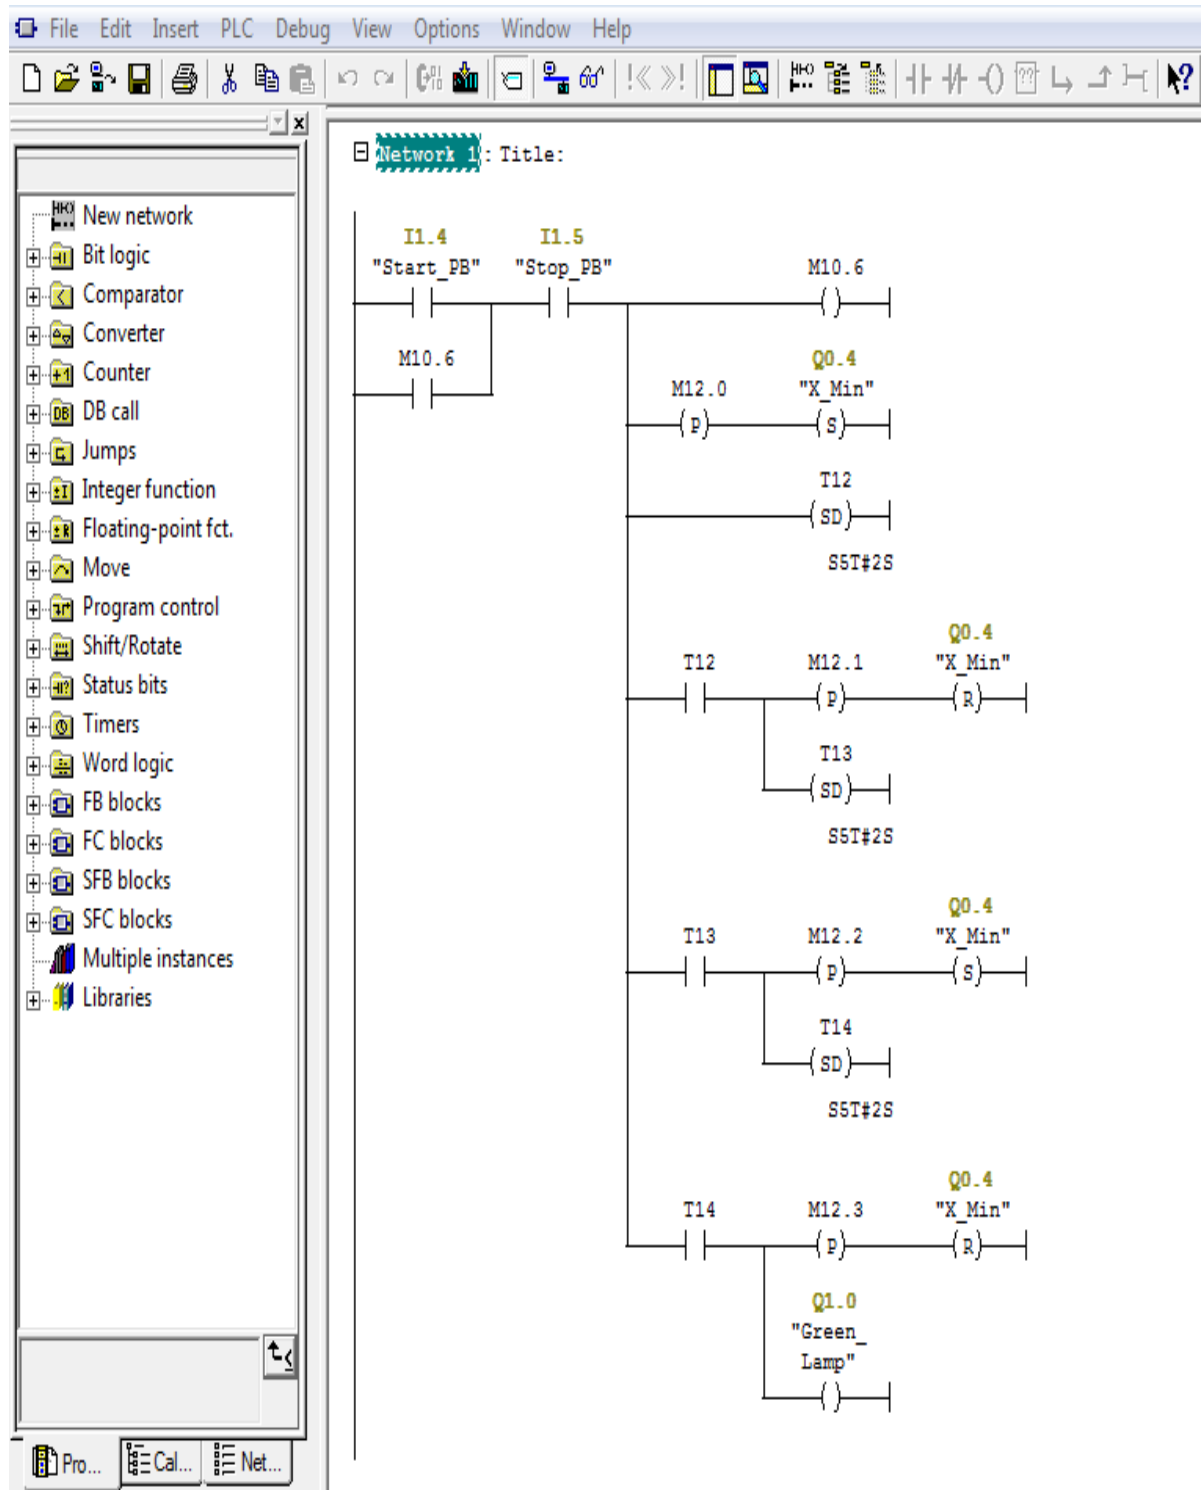 File Edit Insert PLC Debug View Options Window Help
New network
Bit logic
Comparator
Converter
Counter
DB call
Jumps
Integer function
Floating-point fct.
Move
Program control
Shift/Rotate
Status bits
Timers
Word logic
FB blocks
FC blocks
SFB blocks
SFC blocks
Multiple instances
Libraries
Pro... Cal... Net...
Network 1: Title:
I1.4 I1.5
"Start_PB" "Stop_PB" M10.6
( )
M10.6 Q0.4
M12.0 "X_Min"
(P) (S)
T12
(SD)
S5T#2S
Q0.4
T12 M12.1 "X_Min"
(P) (R)
T13
(SD)
S5T#2S
Q0.4
T13 M12.2 "X_Min"
(P) (S)
T14
(SD)
S5T#2S
Q0.4
T14 M12.3 "X_Min"
(P) (R)
Q1.0
"Green_
Lamp"
( )